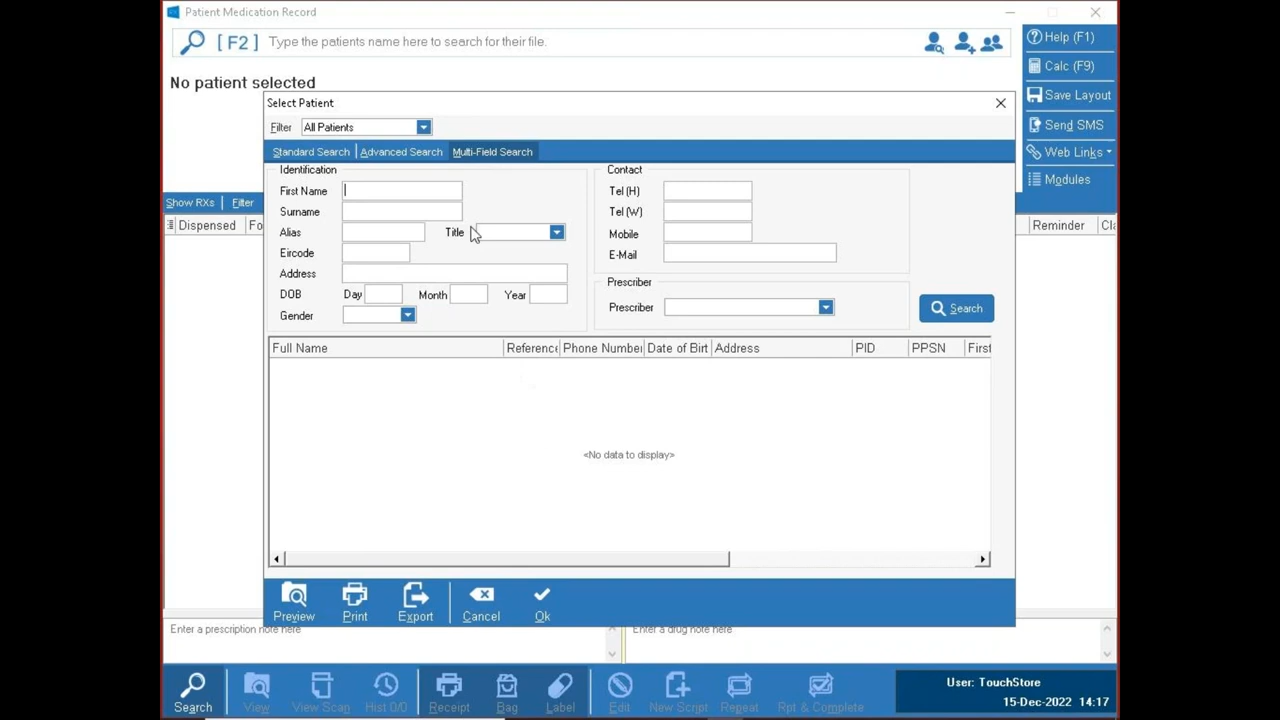 Patient Medication Record
[ F2 ] Type the patients name here to search for their file.
Help (F1)
Calc (F9)
Save Layout
Send SMS
Web Links
Modules
No patient selected
Select Patient
Filter All Patients
Standard Search Advanced Search Multi-Field Search
Identification
First Name
Surname
Alias Title
Eircode
Address
DOB Day Month Year
Gender
Contact
Tel (H)
Tel (W)
Mobile
E-Mail
Prescriber
Prescriber
Search
Show RXs Filter
Dispensed Fo Reminder Cla
Full Name Reference Phone Number Date of Birt Address PID PPSN First
<No data to display>
Preview Print Export Cancel Ok
Enter a prescription note here Enter a drug note here
Search View View Scan Hist 0/0 Receipt Bag Label Edit New Script Repeat Rpt & Complete
User: TouchStore
15-Dec-2022 14:17